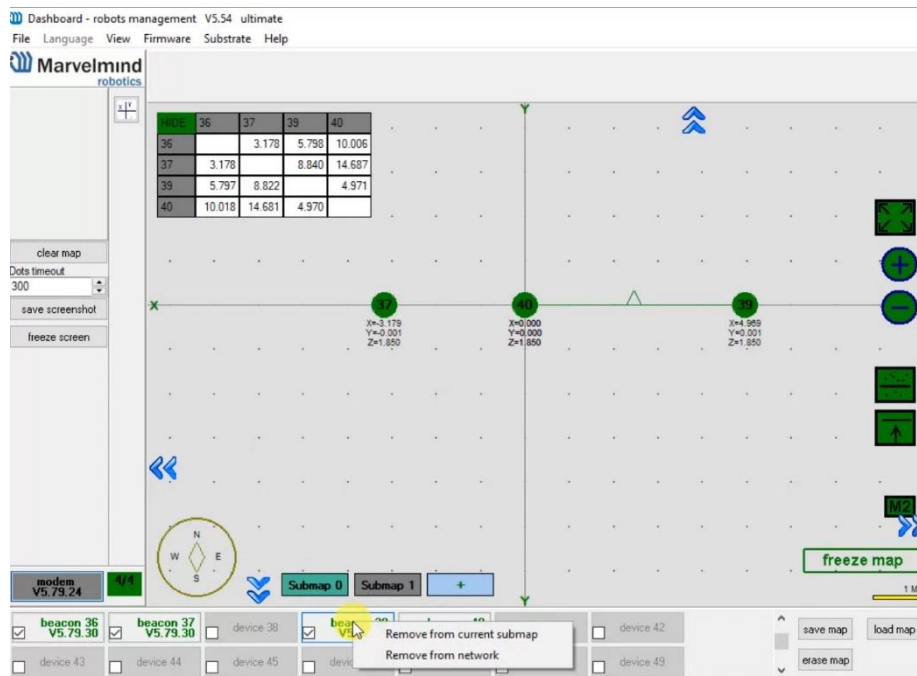 Dashboard - robots management V5.54 ultimate
File Language View Firmware Substrate Help
Marvelmind
robotics
HIDE 36 37 39 40
36 3.178 5.798 10.006
37 3.178 8.840 14.687
39 5.797 8.822 4.971
40 10.018 14.681 4.970
Y
clear map
Dots timeout
300
save screenshot
freeze screen
X
37
X=-3.179
Y=-0.001
Z=1.850
40
X=0.000
Y=0.000
Z=1.850
39
X=4.969
Y=0.001
Z=1.850
M2
N
W E
S
freeze map
modem
V5.79.24
4/4
Submap 0 Submap 1 +
Y
1 M
beacon 36
V5.79.30
beacon 37
V5.79.30
device 38
Remove from current submap
Remove from network
device 42
save map load map
device 43 device 44 device 45
device 49
erase map